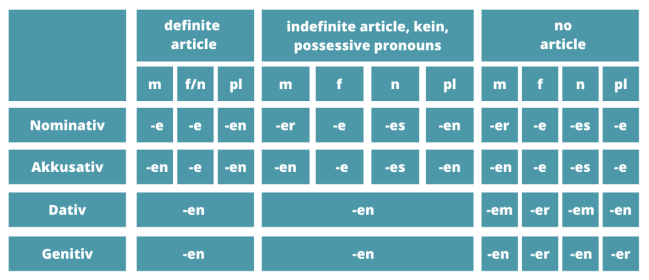 definite
article
indefinite article, kein,
possessive pronouns
no
article
m f/n pl m f n pl m f n pl
Nominativ -e -e -en -er -e -es -en -er -e -es -e
Akkusativ -en -e -en -en -e -es -en -en -e -es -e
Dativ -en -en -em -er -em -en
Genitiv -en -en -en -er -en -er